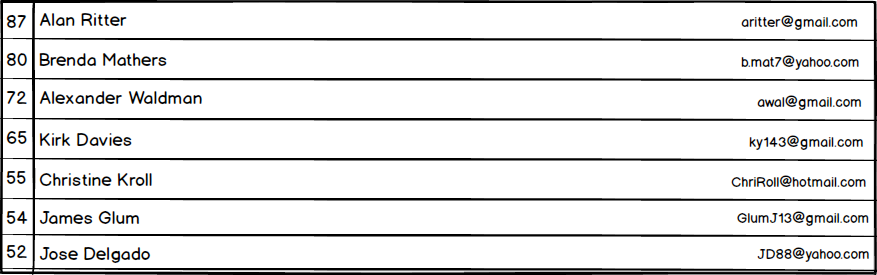 87 Alan Ritter aritter@gmail.com
80 Brenda Mathers b.mat7@yahoo.com
72 Alexander Waldman awal@gmail.com
65 Kirk Davies ky143@gmail.com
55 Christine Kroll ChriRoll@hotmail.com
54 James Glum GlumJ13@gmail.com
52 Jose Delgado JD88@yahoo.com